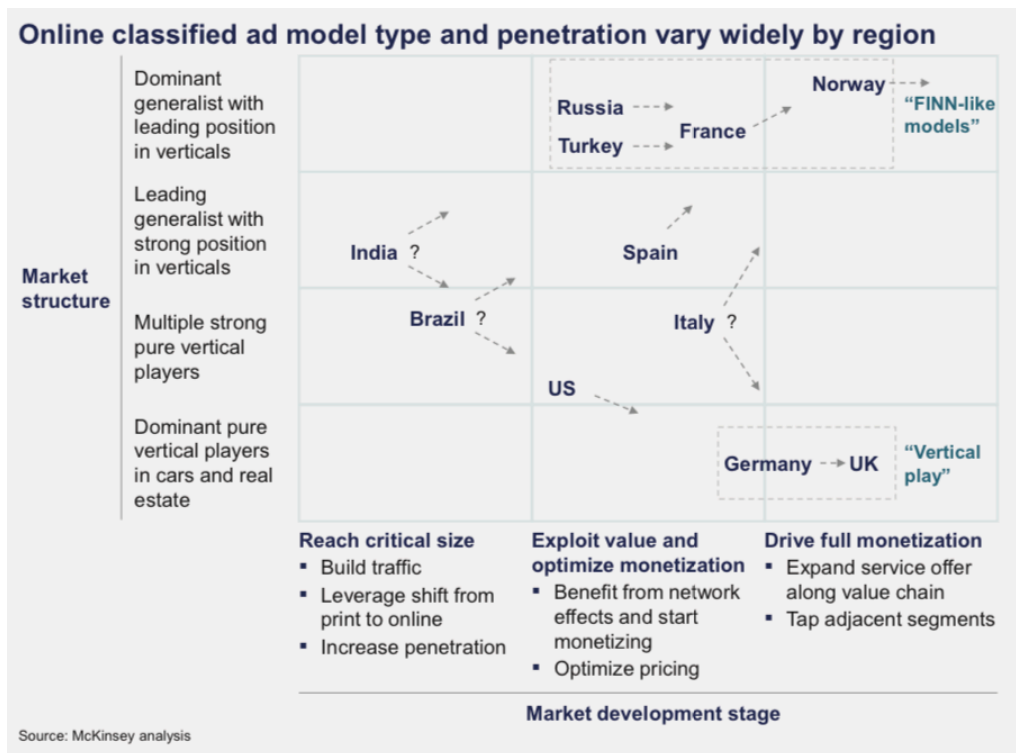 Online classified ad model type and penetration vary widely by region
Market
structure
Dominant
generalist with
leading position
in verticals
Russia
Turkey
France
Norway
“FINN-like
models”
Leading
generalist with
strong position
in verticals
India ?
Spain
Multiple strong
pure vertical
players
Brazil ?
Italy ?
US
Dominant pure
vertical players
in cars and real
estate
Germany
UK
“Vertical
play”
Reach critical size
▪ Build traffic
▪ Leverage shift from
print to online
▪ Increase penetration
Exploit value and
optimize monetization
▪ Benefit from network
effects and start
monetizing
▪ Optimize pricing
Drive full monetization
▪ Expand service offer
along value chain
▪ Tap adjacent segments
Market development stage
Source: McKinsey analysis